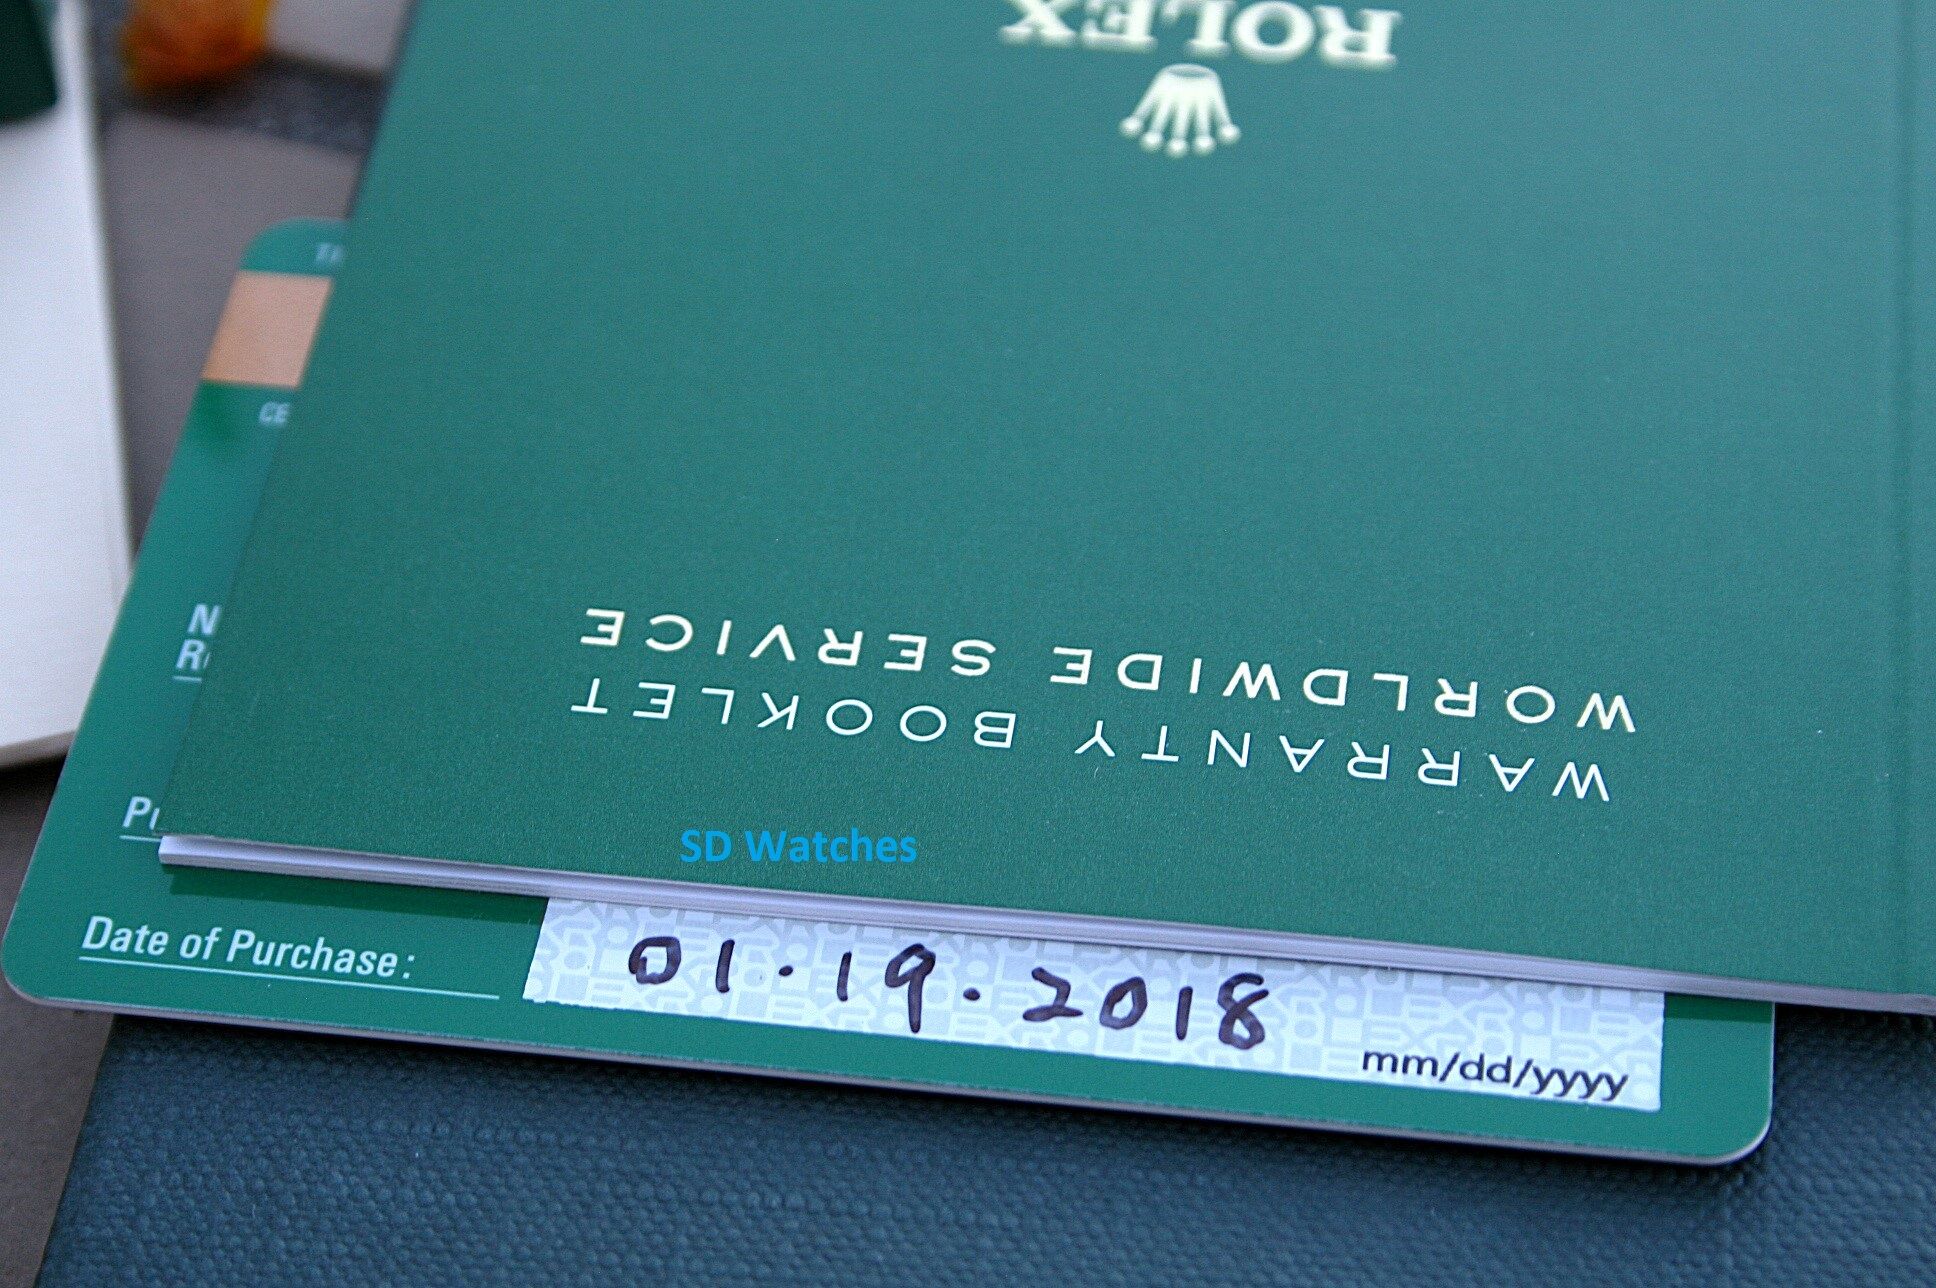 ROLEX
WARRANTY BOOKLET
WORLDWIDE SERVICE
SD Watches
Date of Purchase:
01.19.2018
mm/dd/yyyy